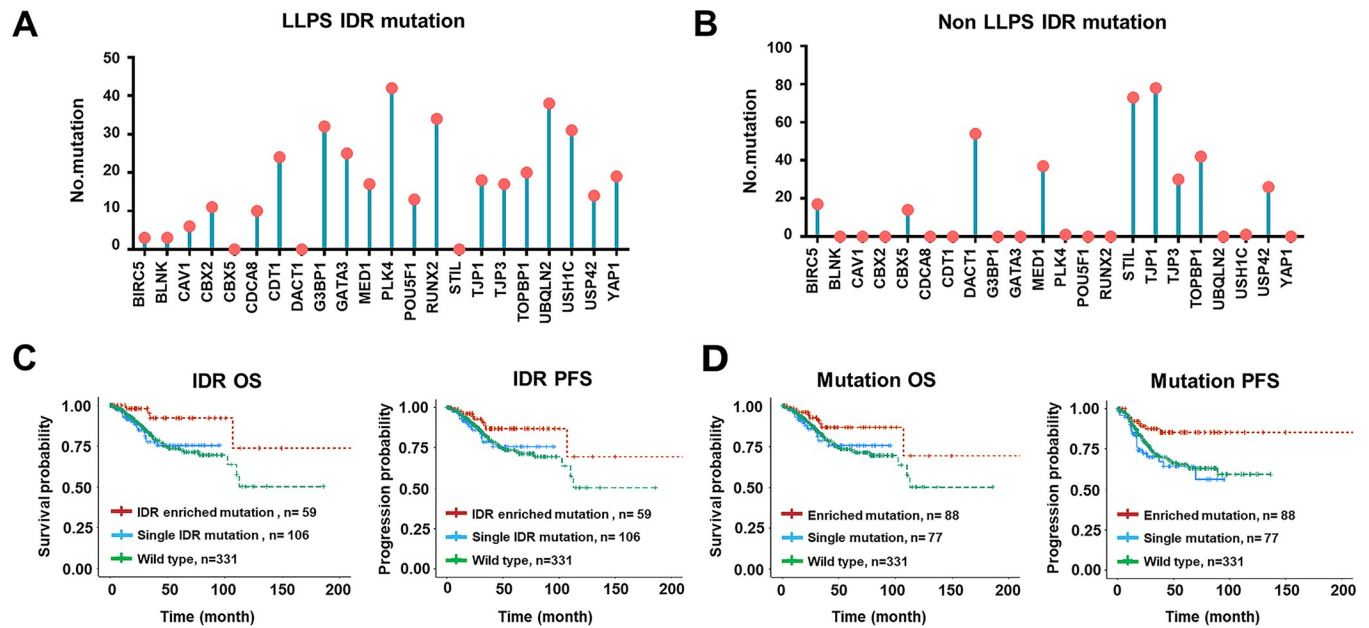 A
LLPS IDR mutation
No.mutation
50
40
30
20
10
0
BIRC5
BLNK
CAV1
CBX2
CBX5
CDCA8
CDT1
DACT1
G3BP1
GATA3
MED1
PLK4
POU5F1
RUNX2
STIL
TJP1
TJP3
TOPBP1
UBQLN2
USH1C
USP42
YAP1
B
Non LLPS IDR mutation
No.mutation
100
80
60
40
20
0
BIRC5
BLNK
CAV1
CBX2
CBX5
CDCA8
CDT1
DACT1
G3BP1
GATA3
MED1
PLK4
POU5F1
RUNX2
STIL
TJP1
TJP3
TOPBP1
UBQLN2
USH1C
USP42
YAP1
C
IDR OS
Survival probability
1.00
0.75
0.50
0.25
0.00
IDR enriched mutation , n= 59
Single IDR mutation , n= 106
Wild type, n=331
0 50 100 150 200
Time (month)
IDR PFS
Progression probability
1.00
0.75
0.50
0.25
0.00
IDR enriched mutation , n= 59
Single IDR mutation, n= 106
Wild type, n=331
0 50 100 150 200
Time (month)
D
Mutation OS
Survival probability
1.00
0.75
0.50
0.25
0.00
Enriched mutation, n= 88
Single mutation, n= 77
Wild type, n=331
0 50 100 150 200
Time (month)
Mutation PFS
Progression probability
1.00
0.75
0.50
0.25
0.00
Enriched mutation, n= 88
Single mutation, n= 77
Wild type, n=331
0 50 100 150 200
Time (month)